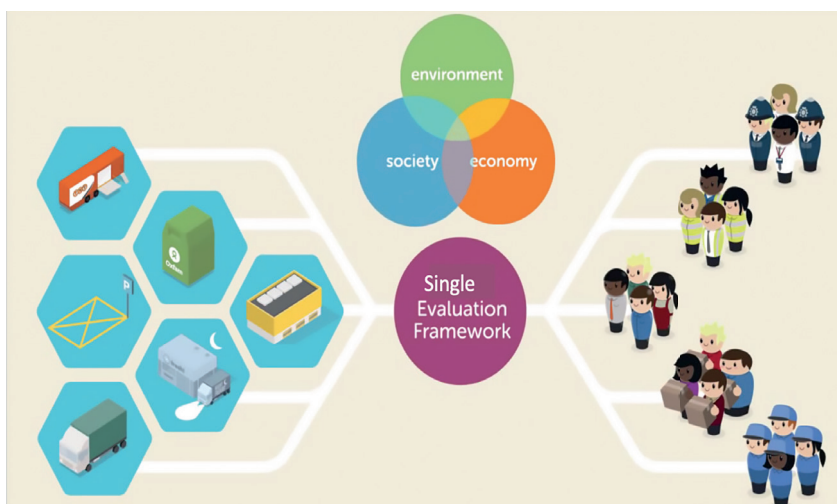 environment
society
economy
Single
Evaluation
Framework
Oxfam
P